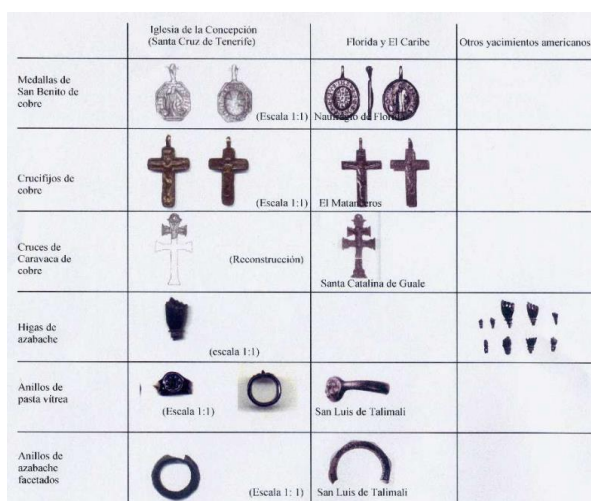 Iglesia de la Concepción
(Santa Cruz de Tenerife)
Florida y El Caribe
Otros yacimientos americanos
Medallas de
San Benito de
cobre
(Escala 1:1)
Naufragio de Florida
Crucifijos de
cobre
(Escala 1:1)
El Matanceros
Cruces de
Caravaca de
cobre
(Reconstrucción)
Santa Catalina de Guale
Higas de
azabache
(escala 1:1)
Anillos de
pasta vítrea
(Escala 1:1)
San Luis de Talimali
Anillos de
azabache
facetados
(Escala 1: 1)
San Luis de Talimali